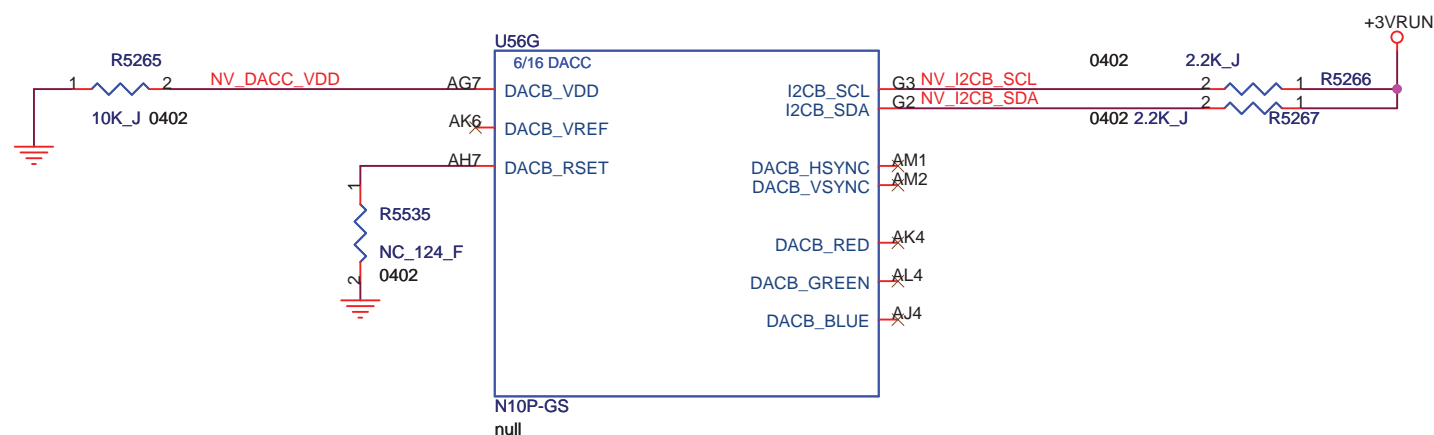 +3VRUN
U56G
R5265
6/16 DACC
0402 2.2K_J
1 2 NV_DACC_VDD AG7 DACB_VDD I2CB_SCL G3 NV_I2CB_SCL 2 1 R5266
I2CB_SDA G2 NV_I2CB_SDA 2 1
10K_J 0402 0402 2.2K_J R5267
AK6 DACB_VREF
AH7 DACB_RSET DACB_HSYNC AM1
DACB_VSYNC AM2
1
R5535
DACB_RED AK4
NC_124_F
2 0402
DACB_GREEN AL4
DACB_BLUE AJ4
N10P-GS
null